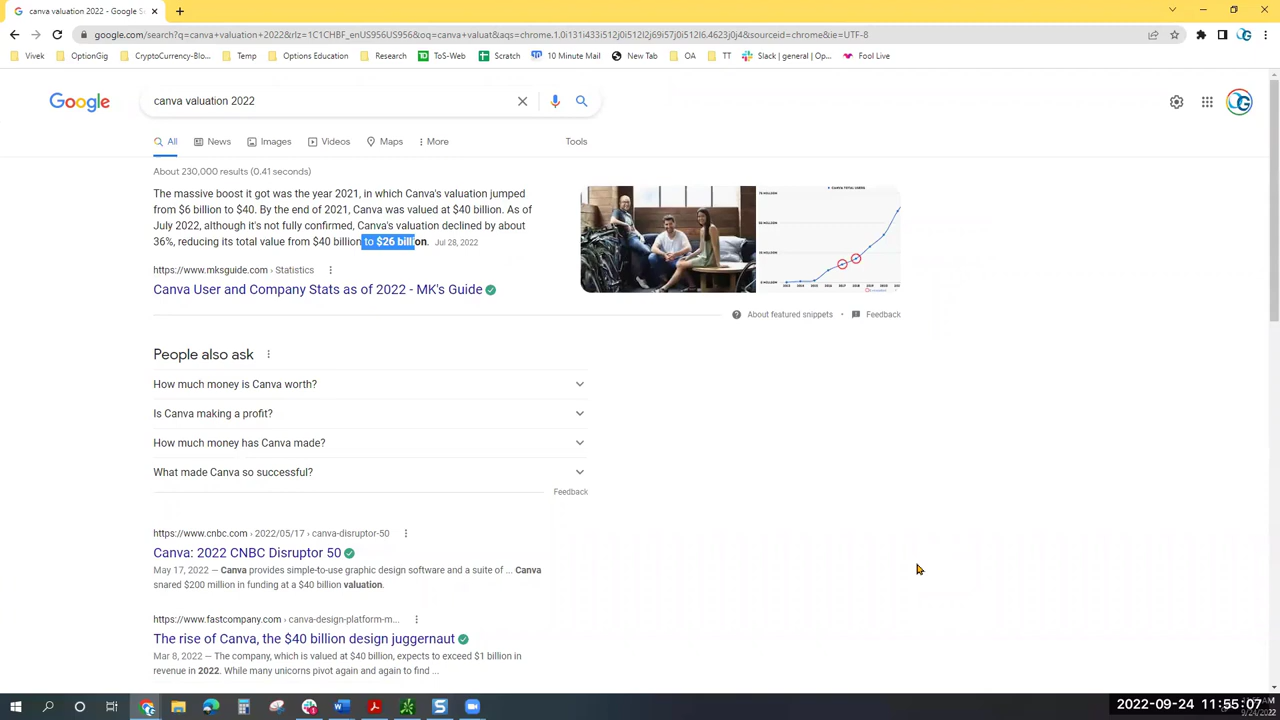 canva valuation 2022 - Google S
google.com/search?q=canva+valuation+2022&rlz=1C1CHBF_enUS956US956&oq=canva+valuat&aqs=chrome.1.0i131i433i512j0i512l2j69i57j0i512l6.4623j0j4&sourceid=chrome&ie=UTF-8
Vivek OptionGig CryptoCurrency-Blo... Temp Options Education Research ToS-Web Scratch 10 Minute Mail New Tab OA TT Slack | general | Op... Fool Live
Google canva valuation 2022
All News Images Videos Maps More Tools
About 230,000 results (0.41 seconds)
The massive boost it got was the year 2021, in which Canva's valuation jumped
from $6 billion to $40. By the end of 2021, Canva was valued at $40 billion. As of
July 2022, although it's not fully confirmed, Canva's valuation declined by about
36%, reducing its total value from $40 billion to $26 billion. Jul 28, 2022
https://www.mksguide.com › Statistics
Canva User and Company Stats as of 2022 - MK's Guide
CANVA TOTAL USERS
About featured snippets • Feedback
People also ask
How much money is Canva worth?
Is Canva making a profit?
How much money has Canva made?
What made Canva so successful?
Feedback
https://www.cnbc.com › 2022/05/17 › canva-disruptor-50
Canva: 2022 CNBC Disruptor 50
May 17, 2022 — Canva provides simple-to-use graphic design software and a suite of ... Canva
snared $200 million in funding at a $40 billion valuation.
https://www.fastcompany.com › canva-design-platform-m...
The rise of Canva, the $40 billion design juggernaut
Mar 8, 2022 — The company, which is valued at $40 billion, expects to exceed $1 billion in
revenue in 2022. While many unicorns pivot again and again to find ...
2022-09-24 11:55:07